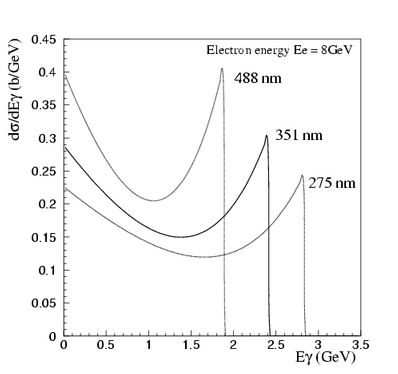 0.45
Electron energy Ee = 8GeV
0.4
488 nm
0.35
0.3
351 nm
0.25
275 nm
0.2
0.15
0.1
0.05
0
0 0.5 1 1.5 2 2.5 3 3.5
Eγ (GeV)
dσ/dEγ (b/GeV)